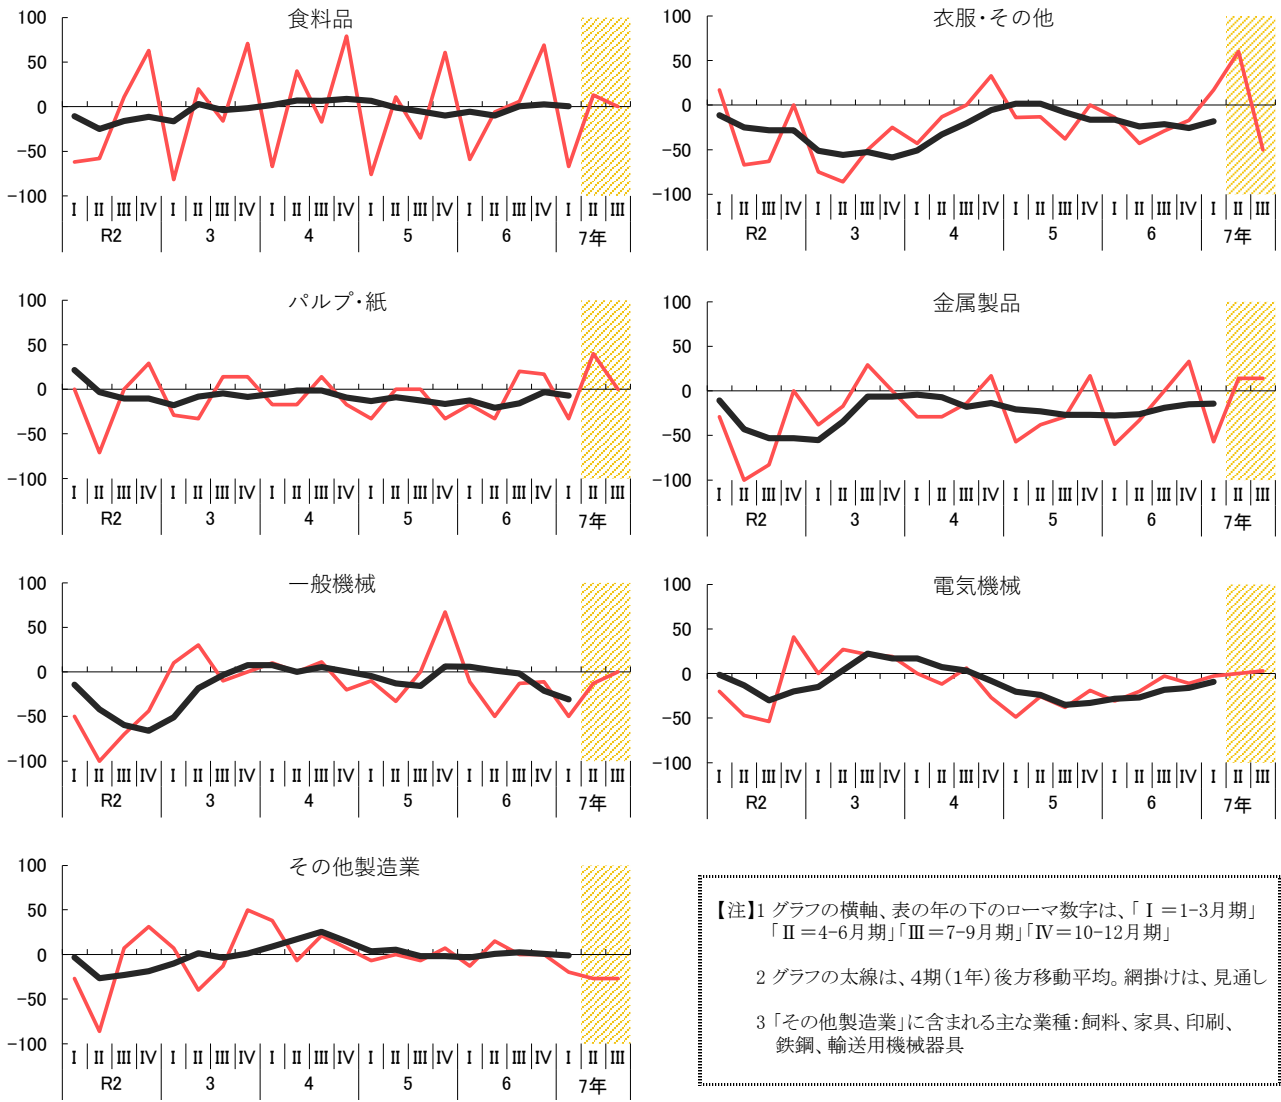 食料品
100
50
0
-50
-100
Ⅰ Ⅱ Ⅲ Ⅳ Ⅰ Ⅱ Ⅲ Ⅳ Ⅰ Ⅱ Ⅲ Ⅳ Ⅰ Ⅱ Ⅲ Ⅳ Ⅰ Ⅱ Ⅲ Ⅳ Ⅰ Ⅱ Ⅲ
R2 3 4 5 6 7年
衣服・その他
100
50
0
-50
-100
Ⅰ Ⅱ Ⅲ Ⅳ Ⅰ Ⅱ Ⅲ Ⅳ Ⅰ Ⅱ Ⅲ Ⅳ Ⅰ Ⅱ Ⅲ Ⅳ Ⅰ Ⅱ Ⅲ Ⅳ Ⅰ Ⅱ Ⅲ
R2 3 4 5 6 7年
パルプ・紙
100
50
0
-50
-100
Ⅰ Ⅱ Ⅲ Ⅳ Ⅰ Ⅱ Ⅲ Ⅳ Ⅰ Ⅱ Ⅲ Ⅳ Ⅰ Ⅱ Ⅲ Ⅳ Ⅰ Ⅱ Ⅲ Ⅳ Ⅰ Ⅱ Ⅲ
R2 3 4 5 6 7年
金属製品
100
50
0
-50
-100
Ⅰ Ⅱ Ⅲ Ⅳ Ⅰ Ⅱ Ⅲ Ⅳ Ⅰ Ⅱ Ⅲ Ⅳ Ⅰ Ⅱ Ⅲ Ⅳ Ⅰ Ⅱ Ⅲ Ⅳ Ⅰ Ⅱ Ⅲ
R2 3 4 5 6 7年
一般機械
100
50
0
-50
-100
Ⅰ Ⅱ Ⅲ Ⅳ Ⅰ Ⅱ Ⅲ Ⅳ Ⅰ Ⅱ Ⅲ Ⅳ Ⅰ Ⅱ Ⅲ Ⅳ Ⅰ Ⅱ Ⅲ Ⅳ Ⅰ Ⅱ Ⅲ
R2 3 4 5 6 7年
電気機械
100
50
0
-50
-100
Ⅰ Ⅱ Ⅲ Ⅳ Ⅰ Ⅱ Ⅲ Ⅳ Ⅰ Ⅱ Ⅲ Ⅳ Ⅰ Ⅱ Ⅲ Ⅳ Ⅰ Ⅱ Ⅲ Ⅳ Ⅰ Ⅱ Ⅲ
R2 3 4 5 6 7年
その他製造業
100
50
0
-50
-100
Ⅰ Ⅱ Ⅲ Ⅳ Ⅰ Ⅱ Ⅲ Ⅳ Ⅰ Ⅱ Ⅲ Ⅳ Ⅰ Ⅱ Ⅲ Ⅳ Ⅰ Ⅱ Ⅲ Ⅳ Ⅰ Ⅱ Ⅲ
R2 3 4 5 6 7年
【注】1 グラフの横軸、表の年の下のローマ数字は、「Ⅰ＝1-3月期」
「Ⅱ＝4-6月期」「Ⅲ＝7-9月期」「Ⅳ＝10-12月期」
2 グラフの太線は、4期(1年)後方移動平均。網掛けは、見通し
3 「その他製造業」に含まれる主な業種：飼料、家具、印刷、
鉄鋼、輸送用機械器具